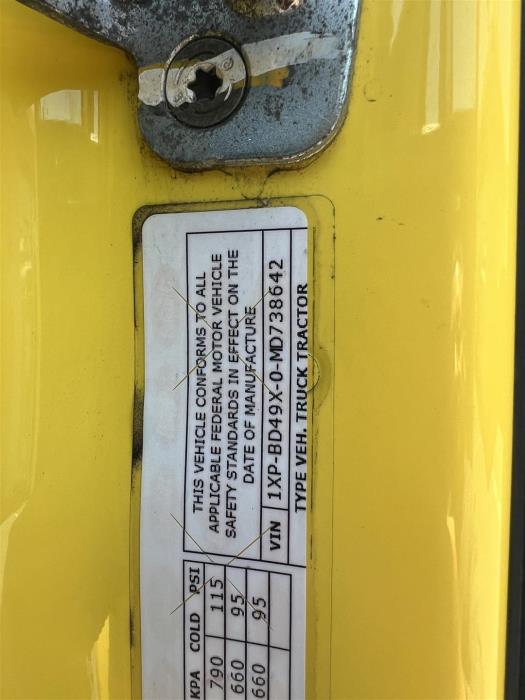 THIS VEHICLE CONFORMS TO ALL
APPLICABLE FEDERAL MOTOR VEHICLE
SAFETY STANDARDS IN EFFECT ON THE
DATE OF MANUFACTURE
VIN 1XP-BD49X-0-MD738642
TYPE VEH. TRUCK TRACTOR
KPA COLD PSI
790 115
660 95
660 95